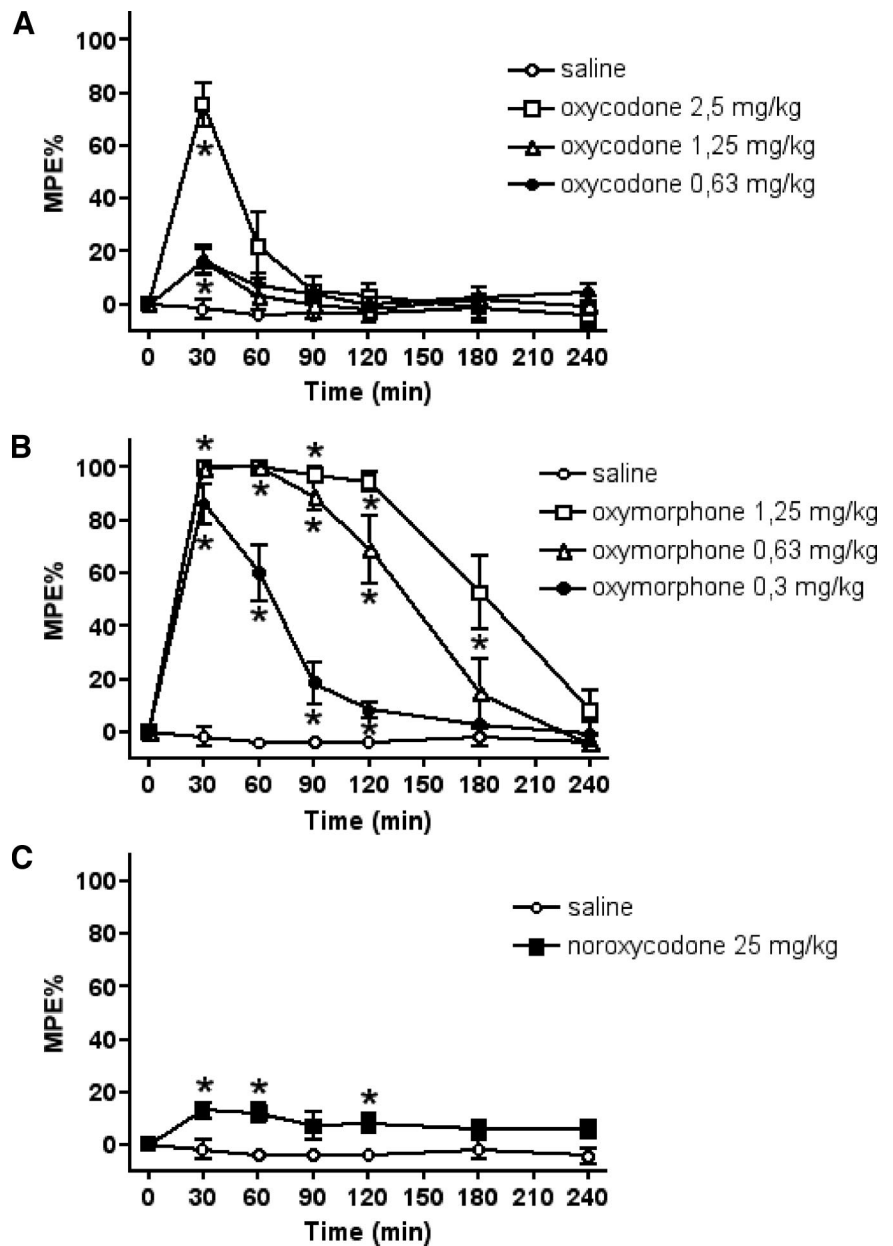 A
MPE%
100
80
60
40
20
0
*
*
saline
oxycodone 2,5 mg/kg
oxycodone 1,25 mg/kg
oxycodone 0,63 mg/kg
0 30 60 90 120 150 180 210 240
Time (min)
B
MPE%
100
80
60
40
20
0
* *
* *
* *
* * *
* *
saline
oxymorphone 1,25 mg/kg
oxymorphone 0,63 mg/kg
oxymorphone 0,3 mg/kg
0 30 60 90 120 150 180 210 240
Time (min)
C
MPE%
100
80
60
40
20
0
* * *
saline
noroxycodone 25 mg/kg
0 30 60 90 120 150 180 210 240
Time (min)